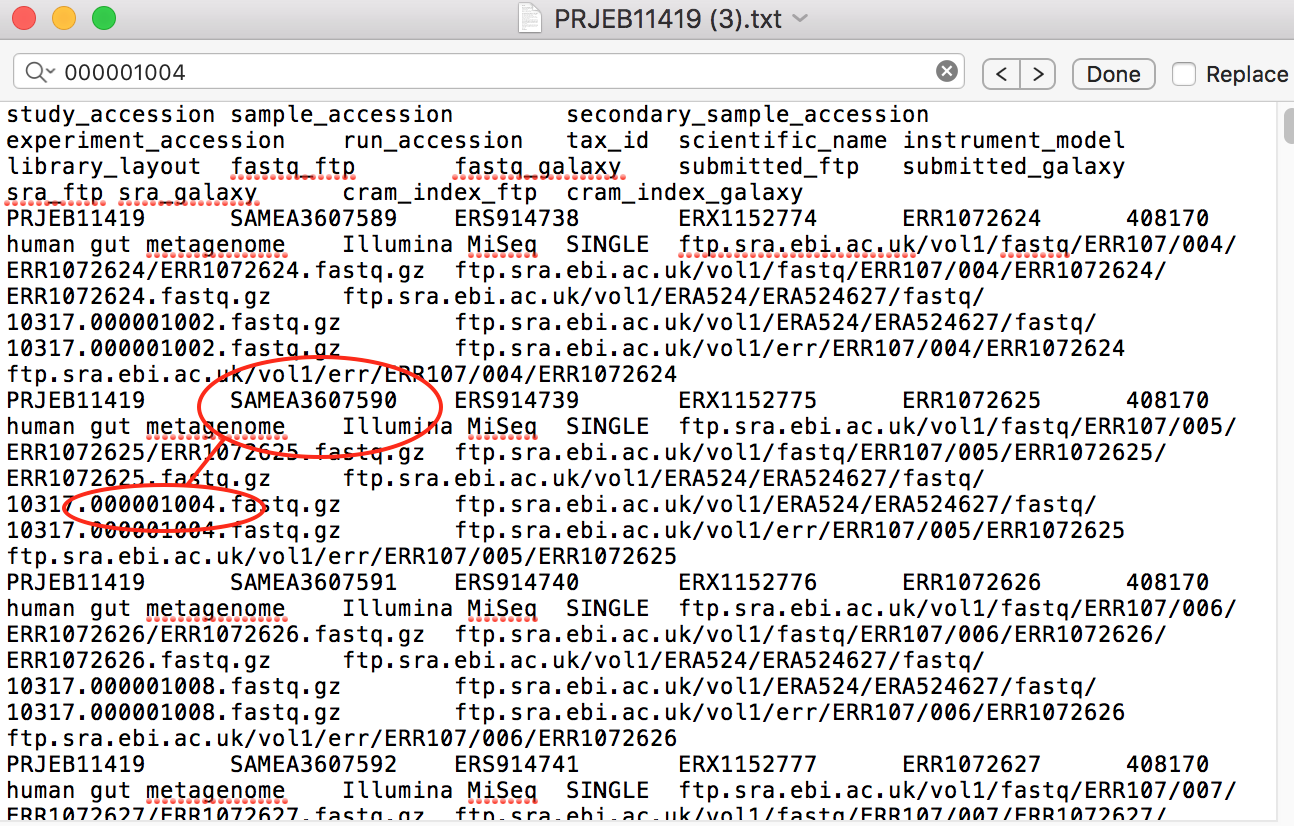 PRJEB11419 (3).txt
000001004
< > Done Replace
study_accession sample_accession secondary_sample_accession
experiment_accession run_accession tax_id scientific_name instrument_model
library_layout fastq_ftp fastq_galaxy submitted_ftp submitted_galaxy
sra_ftp sra_galaxy cram_index_ftp cram_index_galaxy
PRJEB11419 SAMEA3607589 ERS914738 ERX1152774 ERR1072624 408170
human gut metagenome Illumina MiSeq SINGLE ftp.sra.ebi.ac.uk/vol1/fastq/ERR107/004/
ERR1072624/ERR1072624.fastq.gz ftp.sra.ebi.ac.uk/vol1/fastq/ERR107/004/ERR1072624/
ERR1072624.fastq.gz ftp.sra.ebi.ac.uk/vol1/ERA524/ERA524627/fastq/
10317.000001002.fastq.gz ftp.sra.ebi.ac.uk/vol1/ERA524/ERA524627/fastq/
10317.000001002.fastq.gz ftp.sra.ebi.ac.uk/vol1/err/ERR107/004/ERR1072624
ftp.sra.ebi.ac.uk/vol1/err/ERR107/004/ERR1072624
PRJEB11419 SAMEA3607590 ERS914739 ERX1152775 ERR1072625 408170
human gut metagenome Illumina MiSeq SINGLE ftp.sra.ebi.ac.uk/vol1/fastq/ERR107/005/
ERR1072625/ERR1072625.fastq.gz ftp.sra.ebi.ac.uk/vol1/fastq/ERR107/005/ERR1072625/
ERR1072625.fastq.gz ftp.sra.ebi.ac.uk/vol1/ERA524/ERA524627/fastq/
10317.000001004.fastq.gz ftp.sra.ebi.ac.uk/vol1/ERA524/ERA524627/fastq/
10317.000001004.fastq.gz ftp.sra.ebi.ac.uk/vol1/err/ERR107/005/ERR1072625
ftp.sra.ebi.ac.uk/vol1/err/ERR107/005/ERR1072625
PRJEB11419 SAMEA3607591 ERS914740 ERX1152776 ERR1072626 408170
human gut metagenome Illumina MiSeq SINGLE ftp.sra.ebi.ac.uk/vol1/fastq/ERR107/006/
ERR1072626/ERR1072626.fastq.gz ftp.sra.ebi.ac.uk/vol1/fastq/ERR107/006/ERR1072626/
ERR1072626.fastq.gz ftp.sra.ebi.ac.uk/vol1/ERA524/ERA524627/fastq/
10317.000001008.fastq.gz ftp.sra.ebi.ac.uk/vol1/ERA524/ERA524627/fastq/
10317.000001008.fastq.gz ftp.sra.ebi.ac.uk/vol1/err/ERR107/006/ERR1072626
ftp.sra.ebi.ac.uk/vol1/err/ERR107/006/ERR1072626
PRJEB11419 SAMEA3607592 ERS914741 ERX1152777 ERR1072627 408170
human gut metagenome Illumina MiSeq SINGLE ftp.sra.ebi.ac.uk/vol1/fastq/ERR107/007/
ERR1072627/ERR1072627.fastq.gz ftp.sra.ebi.ac.uk/vol1/fastq/ERR107/007/ERR1072627/